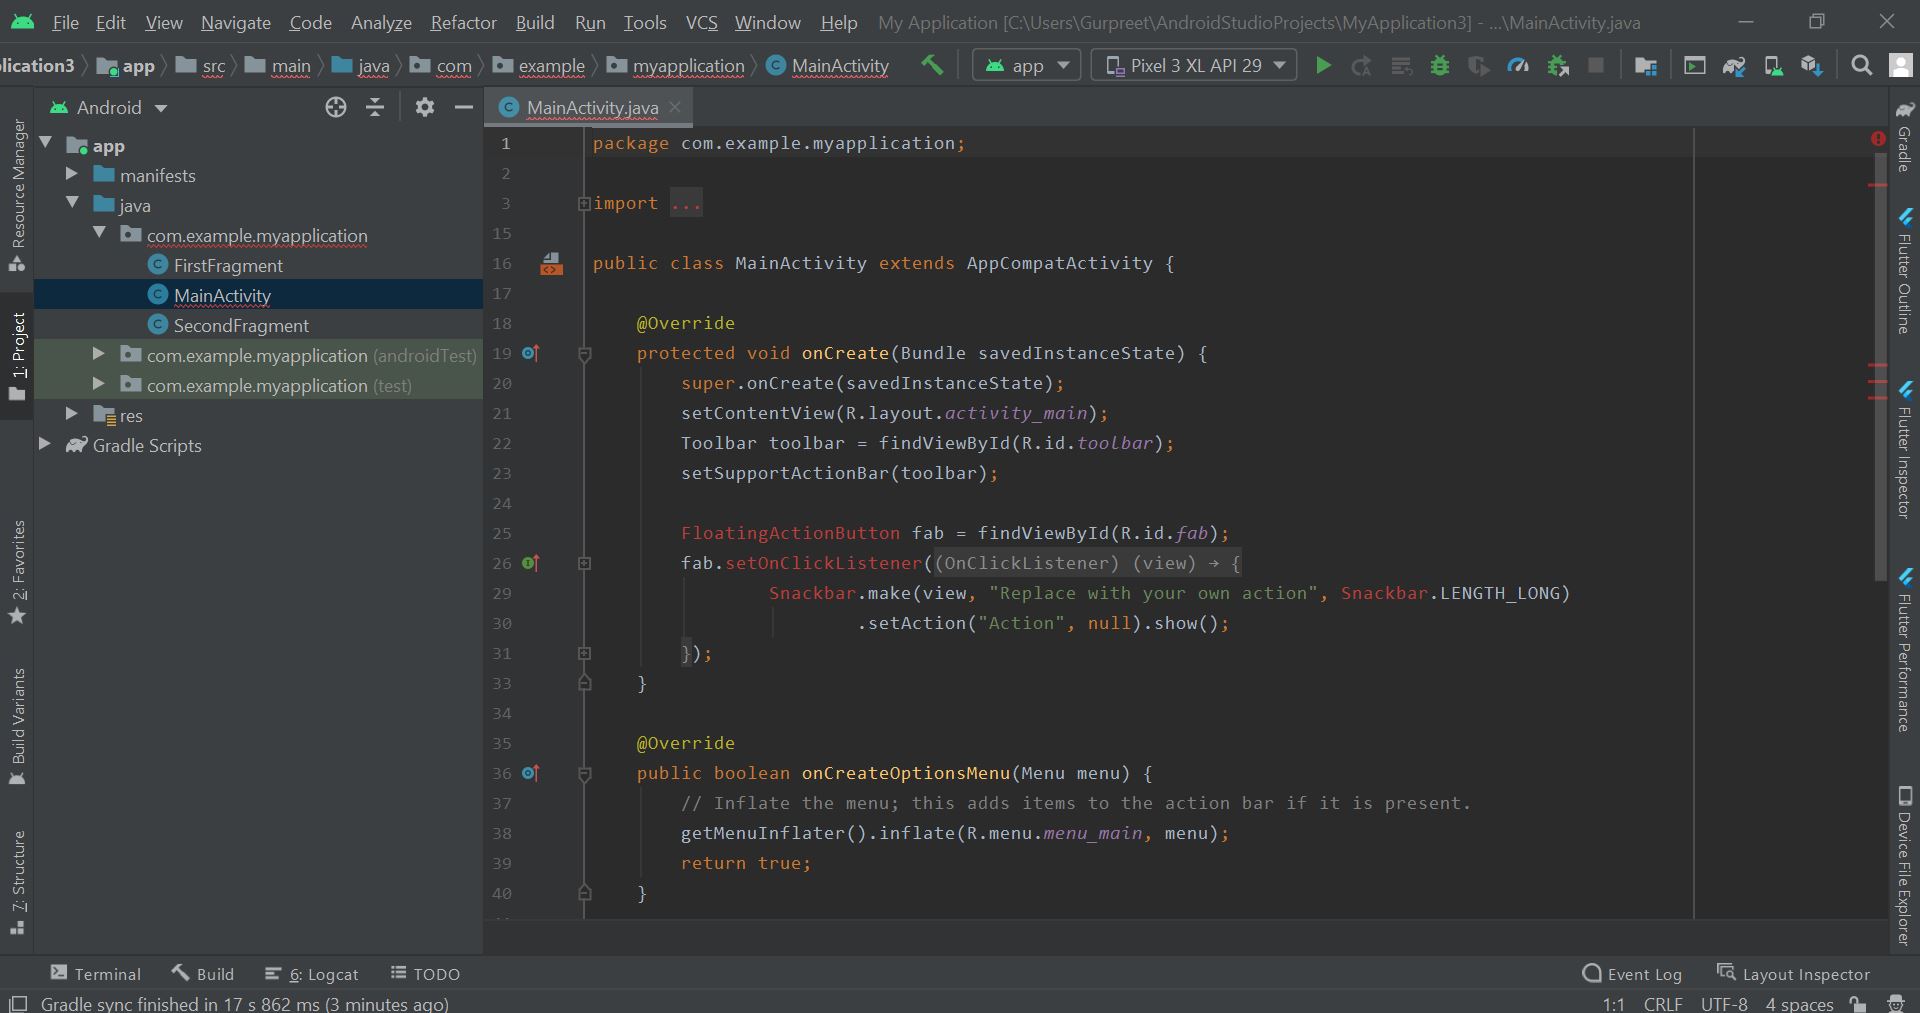 File Edit View Navigate Code Analyze Refactor Build Run Tools VCS Window Help My Application [C:\Users\Gurpreet\AndroidStudioProjects\MyApplication3] - ...\MainActivity.java
lication3 app src main java com example myapplication MainActivity app Pixel 3 XL API 29
Android
MainActivity.java
app
manifests
java
com.example.myapplication
FirstFragment
MainActivity
SecondFragment
com.example.myapplication (androidTest)
com.example.myapplication (test)
res
Gradle Scripts
Resource Manager
1: Project
2: Favorites
Build Variants
7: Structure
1 package com.example.myapplication;
2
3 import ...
15
16 public class MainActivity extends AppCompatActivity {
17
18 @Override
19 protected void onCreate(Bundle savedInstanceState) {
20 super.onCreate(savedInstanceState);
21 setContentView(R.layout.activity_main);
22 Toolbar toolbar = findViewById(R.id.toolbar);
23 setSupportActionBar(toolbar);
24
25 FloatingActionButton fab = findViewById(R.id.fab);
26 fab.setOnClickListener((OnClickListener) (view) → {
29 Snackbar.make(view, "Replace with your own action", Snackbar.LENGTH_LONG)
30 .setAction("Action", null).show();
31 });
33 }
34
35 @Override
36 public boolean onCreateOptionsMenu(Menu menu) {
37 // Inflate the menu; this adds items to the action bar if it is present.
38 getMenuInflater().inflate(R.menu.menu_main, menu);
39 return true;
40 }
Gradle
Flutter Outline
Flutter Inspector
Flutter Performance
Device File Explorer
Terminal Build 6: Logcat TODO Event Log Layout Inspector
Gradle sync finished in 17 s 862 ms (3 minutes ago) 1:1 CRLF UTF-8 4 spaces